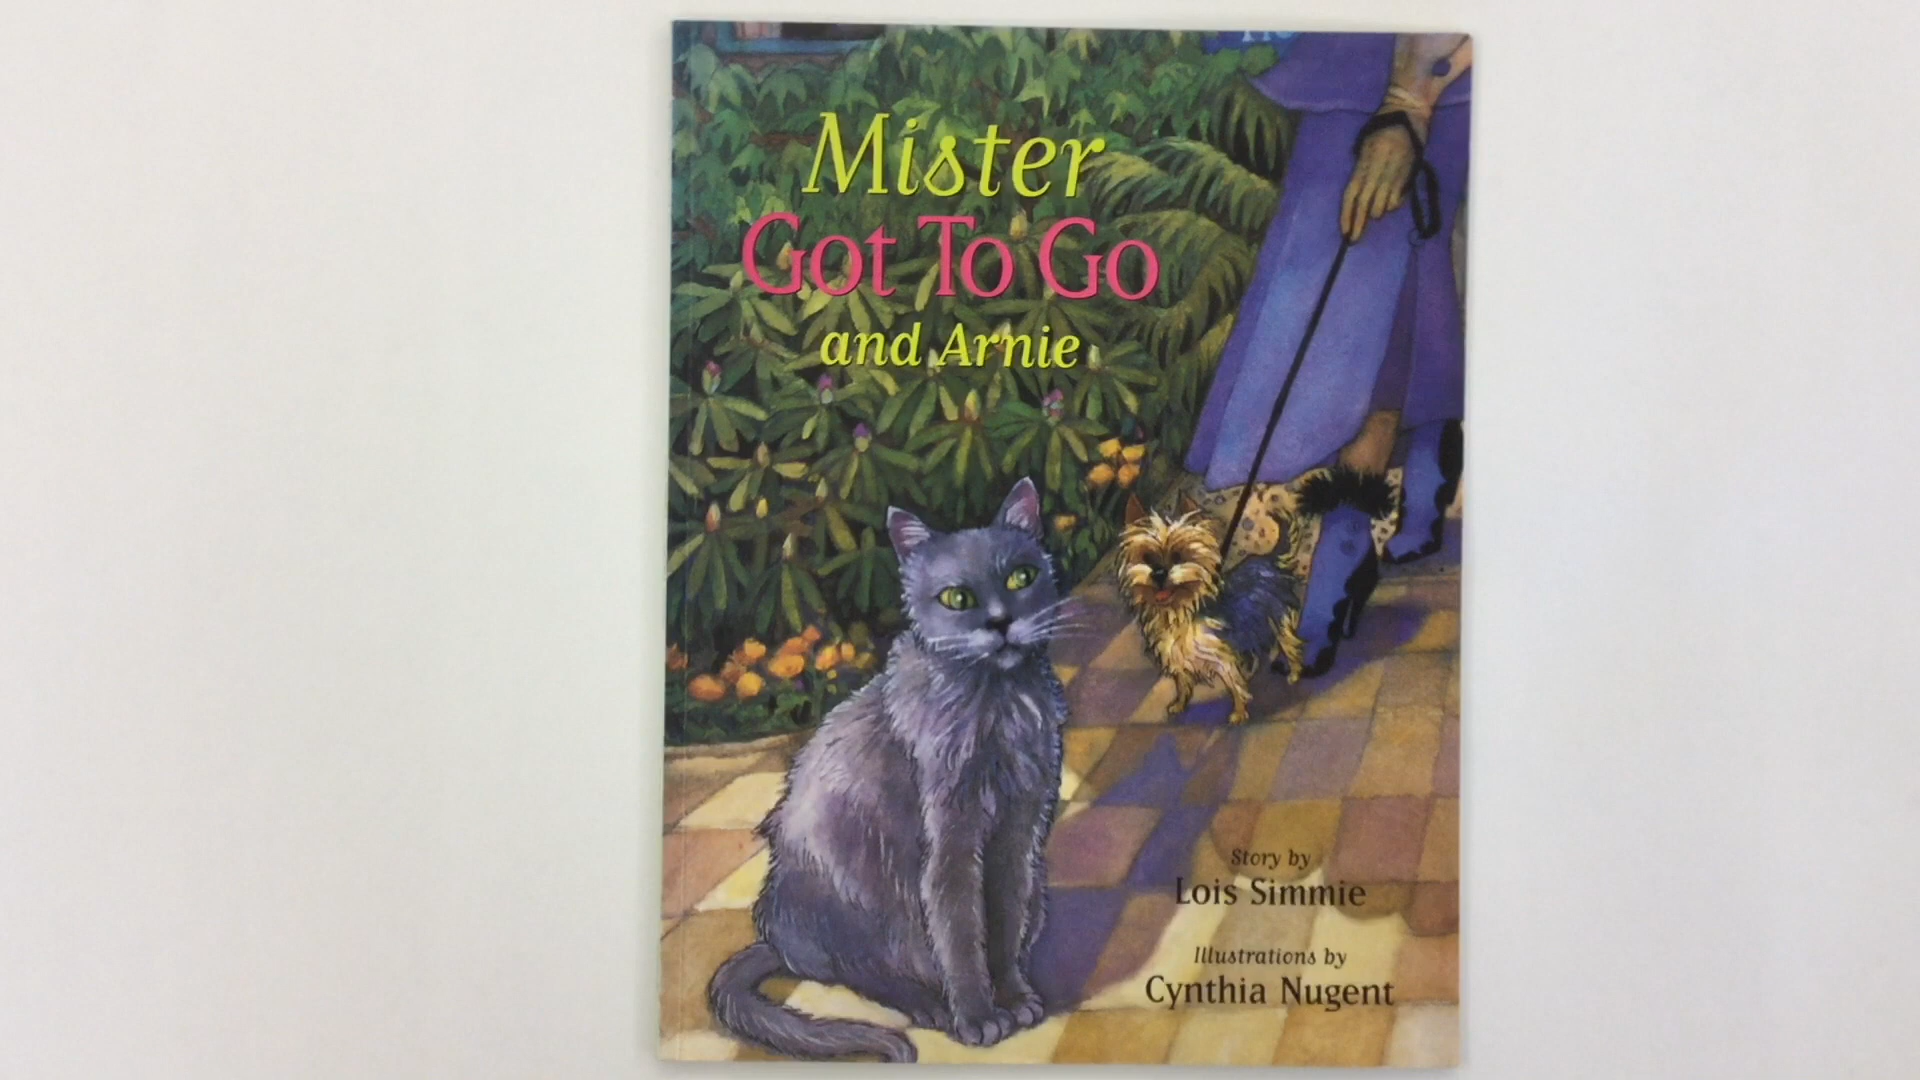 Mister
Got To Go
and Arnie
Story by
Lois Simmie
Illustrations by
Cynthia Nugent